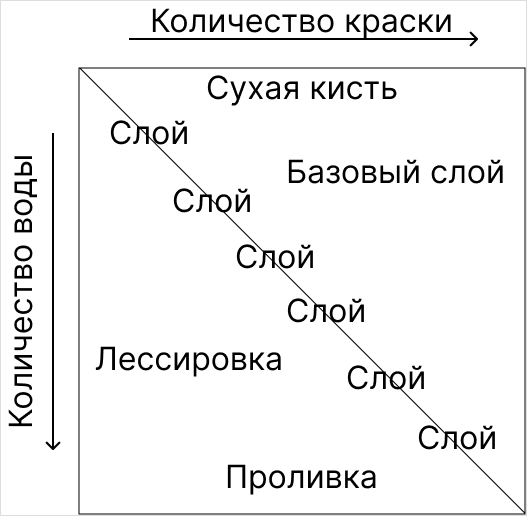 Количество краски
Сухая кисть
Слой
Базовый слой
Слой
Количество воды
Слой
Слой
Лессировка
Слой
Слой
Проливка